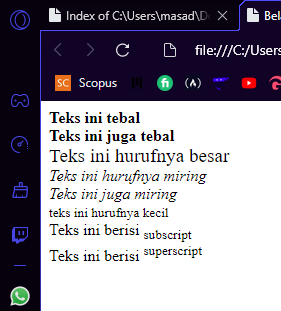 Index of C:\Users\masad\D
Bela
file:///C:/Users
SC Scopus
Teks ini tebal
Teks ini juga tebal
Teks ini hurufnya besar
Teks ini hurufnya miring
Teks ini juga miring
teks ini hurufnya kecil
Teks ini berisi subscript
Teks ini berisi superscript